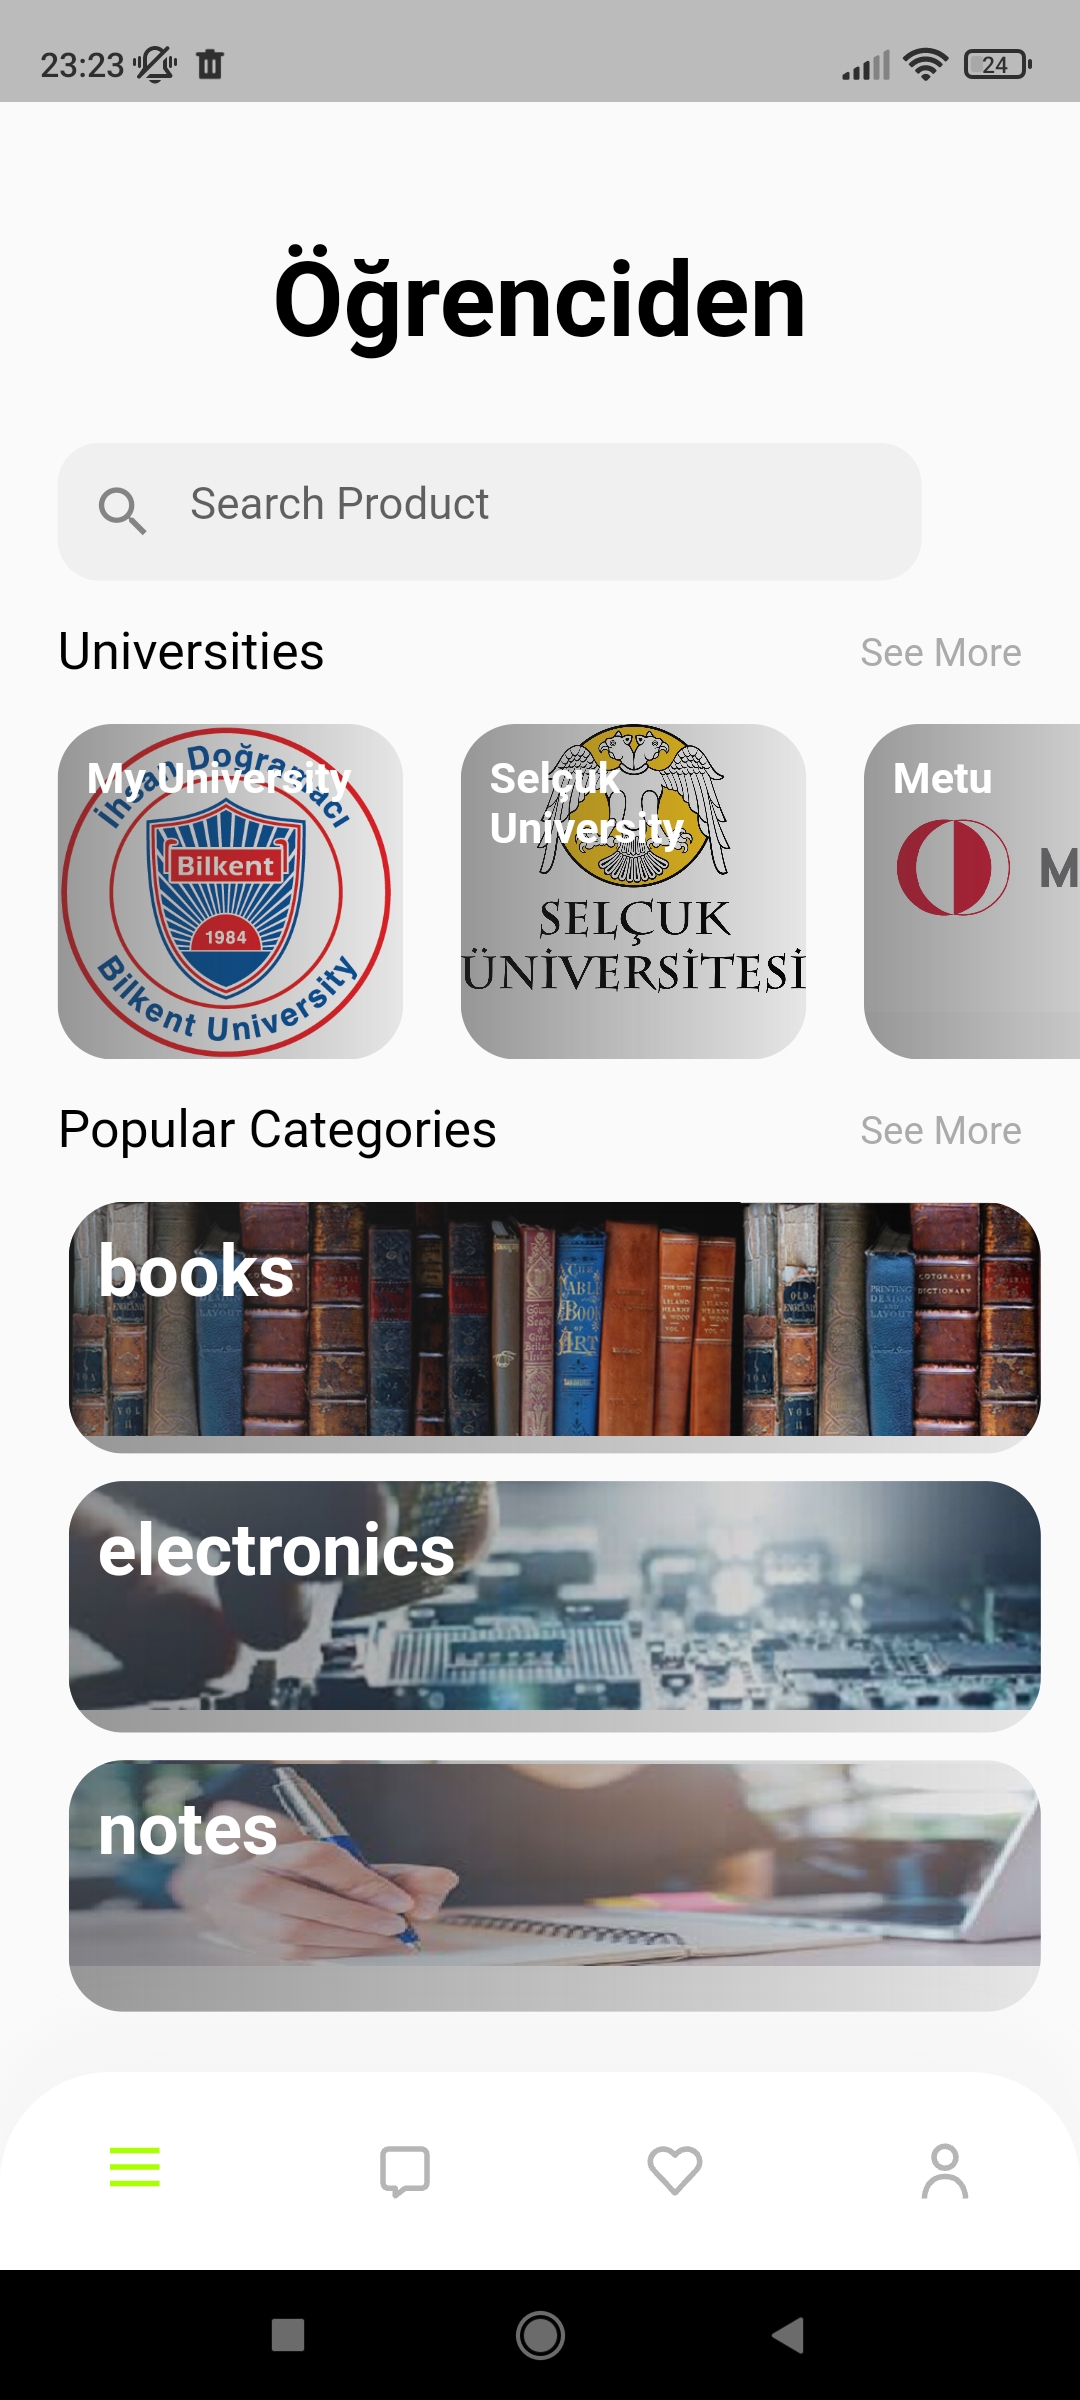 23:23
24
Öğrenciden
Search Product
Universities
See More
My University
İhsan Doğramacı
Bilkent
1984
Bilkent University
Selçuk
University
SELÇUK
ÜNİVERSİTESİ
Metu
M
Popular Categories
See More
books
electronics
notes